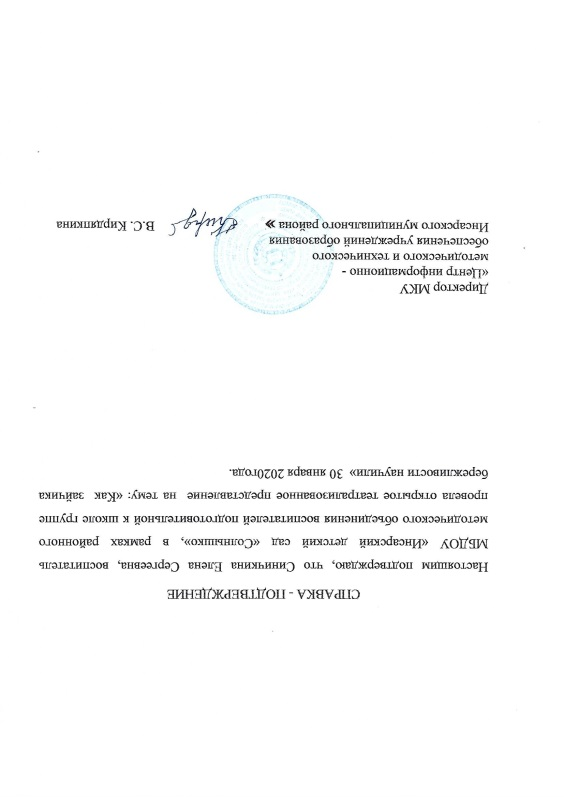 СПРАВКА - ПОДТВЕРЖДЕНИЕ
Настоящим подтверждаю, что Синичкина Елена Сергеевна, воспитатель
МБДОУ «Инсарский детский сад «Солнышко», в рамках районного
методического объединения воспитателей подготовительной к школе группе
провела открытое театрализованное представление на тему: «Как зайчика
бережливости научили» 30 января 2020года.
Директор МКУ
«Центр информационно -
методического и технического
обеспечения учреждений образования
Инсарского муниципального района »
В.С. Кирдяпкина